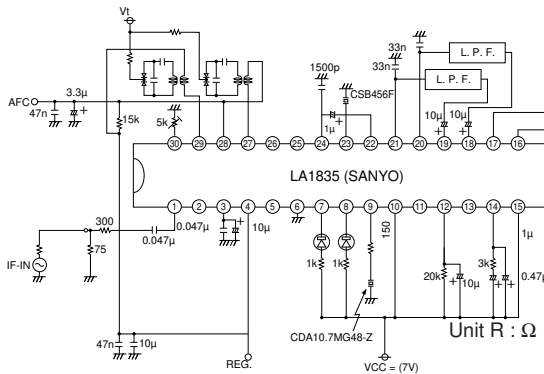 Vt
AFC
3.3μ
+
47n
15k
5k
1500p
CSB456F
1μ
+
33n
33n
L. P. F.
L. P. F.
10μ
+
10μ
+
30 29 28 27 26 25 24 23 22 21 20 19 18 17 16
LA1835 (SANYO)
1 2 3 4 5 6 7 8 9 10 11 12 13 14 15
300
0.047μ
0.047μ
+
10μ
75
IF-IN
1k
1k
150
20k
+
10μ
3k
+
+
1μ
0.47μ
CDA10.7MG48-Z
Unit R : Ω
47n
10μ
REG.
VCC = (7V)